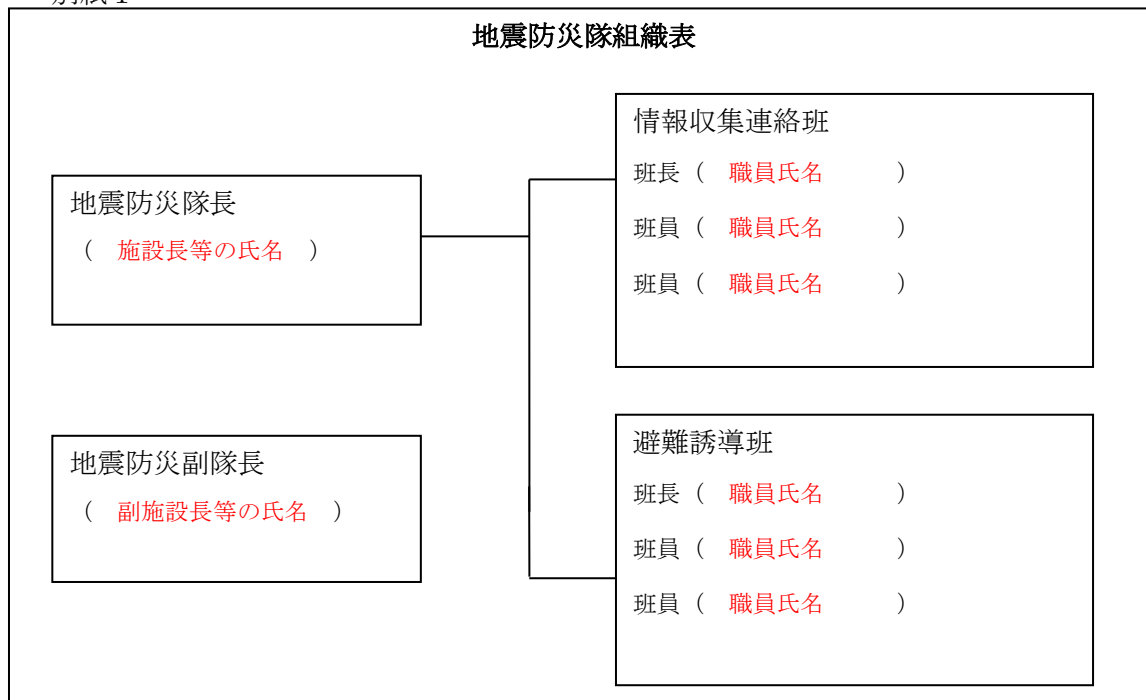 別紙1
地震防災隊組織表
地震防災隊長
（　施設長等の氏名　）
地震防災副隊長
（　副施設長等の氏名　）
情報収集連絡班
班長（　職員氏名　　　）
班員（　職員氏名　　　）
班員（　職員氏名　　　）
避難誘導班
班長（　職員氏名　　　）
班員（　職員氏名　　　）
班員（　職員氏名　　　）